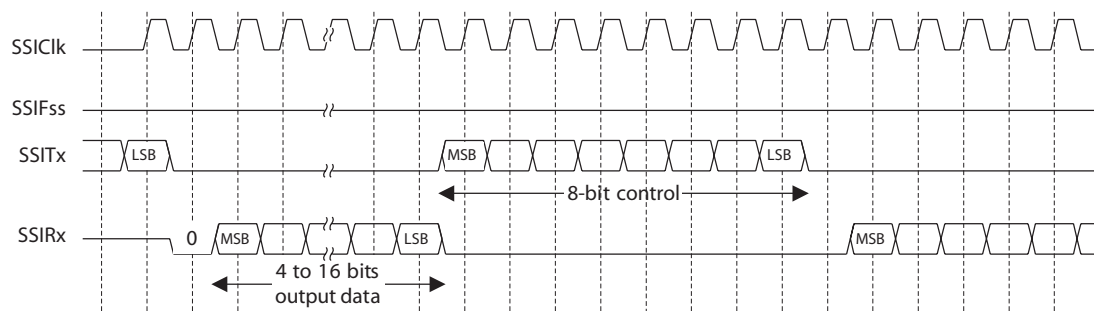 SSIClk
SSIFss
SSITx
LSB
MSB
LSB
8-bit control
SSIRx
0
MSB
LSB
MSB
4 to 16 bits
output data